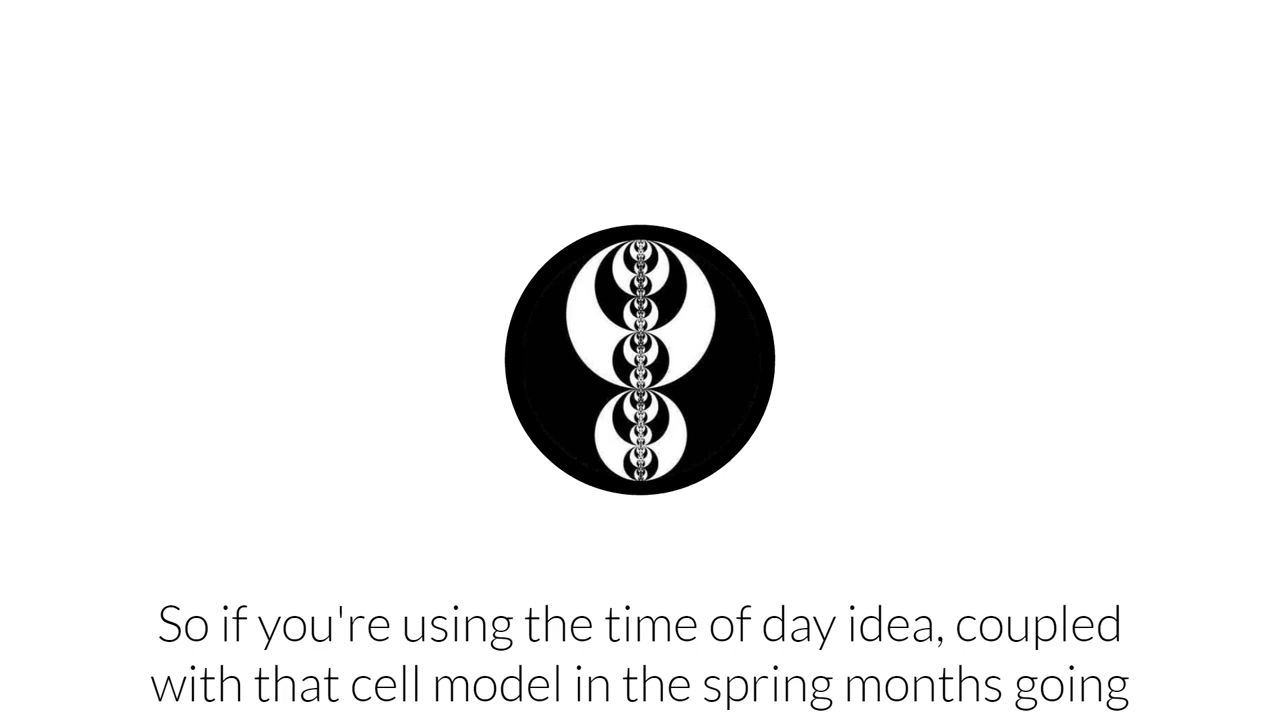 So if you're using the time of day idea, coupled
with that cell model in the spring months going